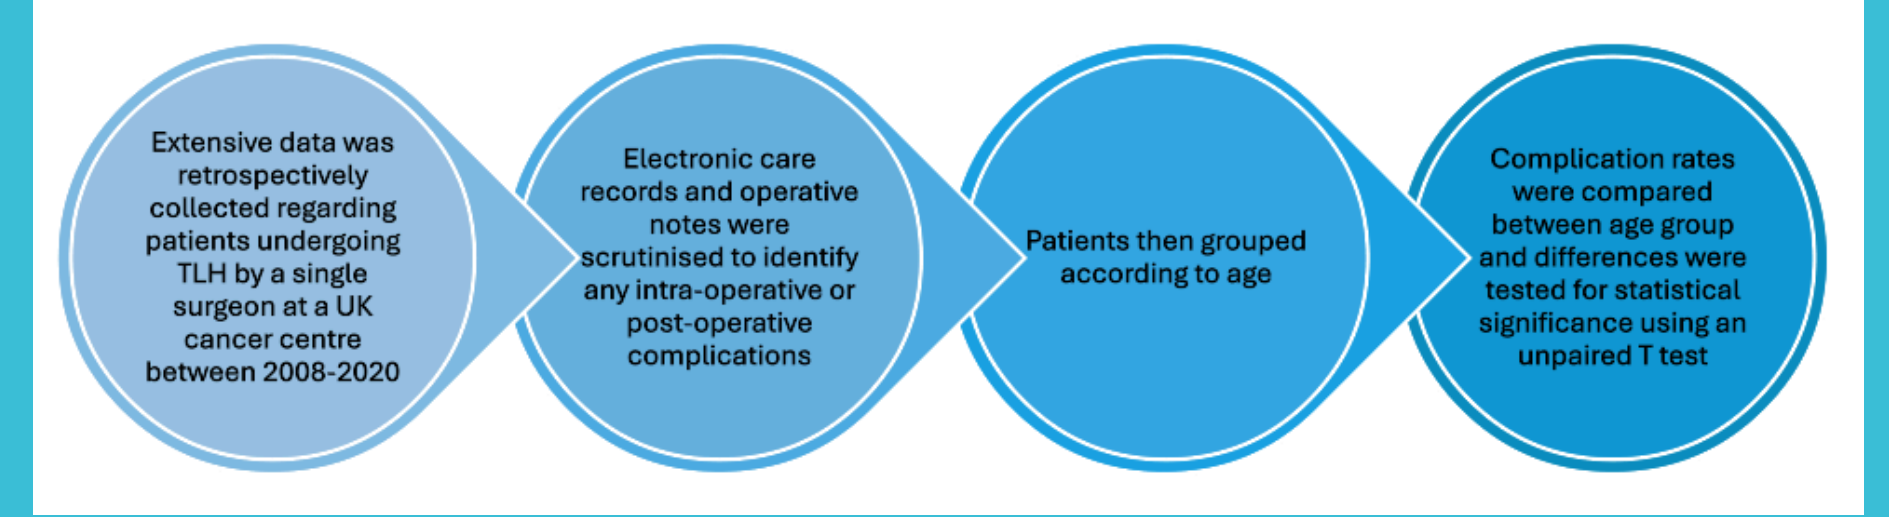 Extensive data was
retrospectively
collected regarding
patients undergoing
TLH by a single
surgeon at a UK
cancer centre
between 2008-2020
Electronic care
records and operative
notes were
scrutinised to identify
any intra-operative or
post-operative
complications
Patients then grouped
according to age
Complication rates
were compared
between age group
and differences were
tested for statistical
significance using an
unpaired T test